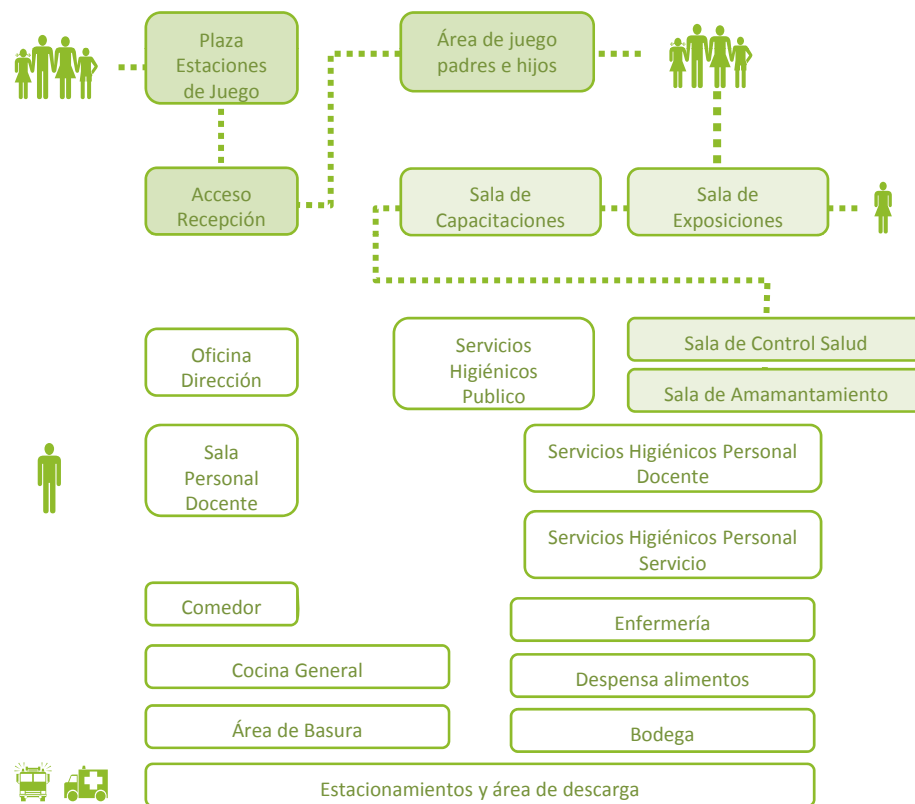 Plaza
Estaciones
de Juego
Área de juego
padres e hijos
Acceso
Recepción
Sala de
Capacitaciones
Sala de
Exposiciones
Oficina
Dirección
Servicios
Higiénicos
Publico
Sala de Control Salud
Sala de Amamantamiento
Sala
Personal
Docente
Servicios Higiénicos Personal
Docente
Servicios Higiénicos Personal
Servicio
Comedor
Enfermería
Cocina General
Despensa alimentos
Área de Basura
Bodega
Estacionamientos y área de descarga